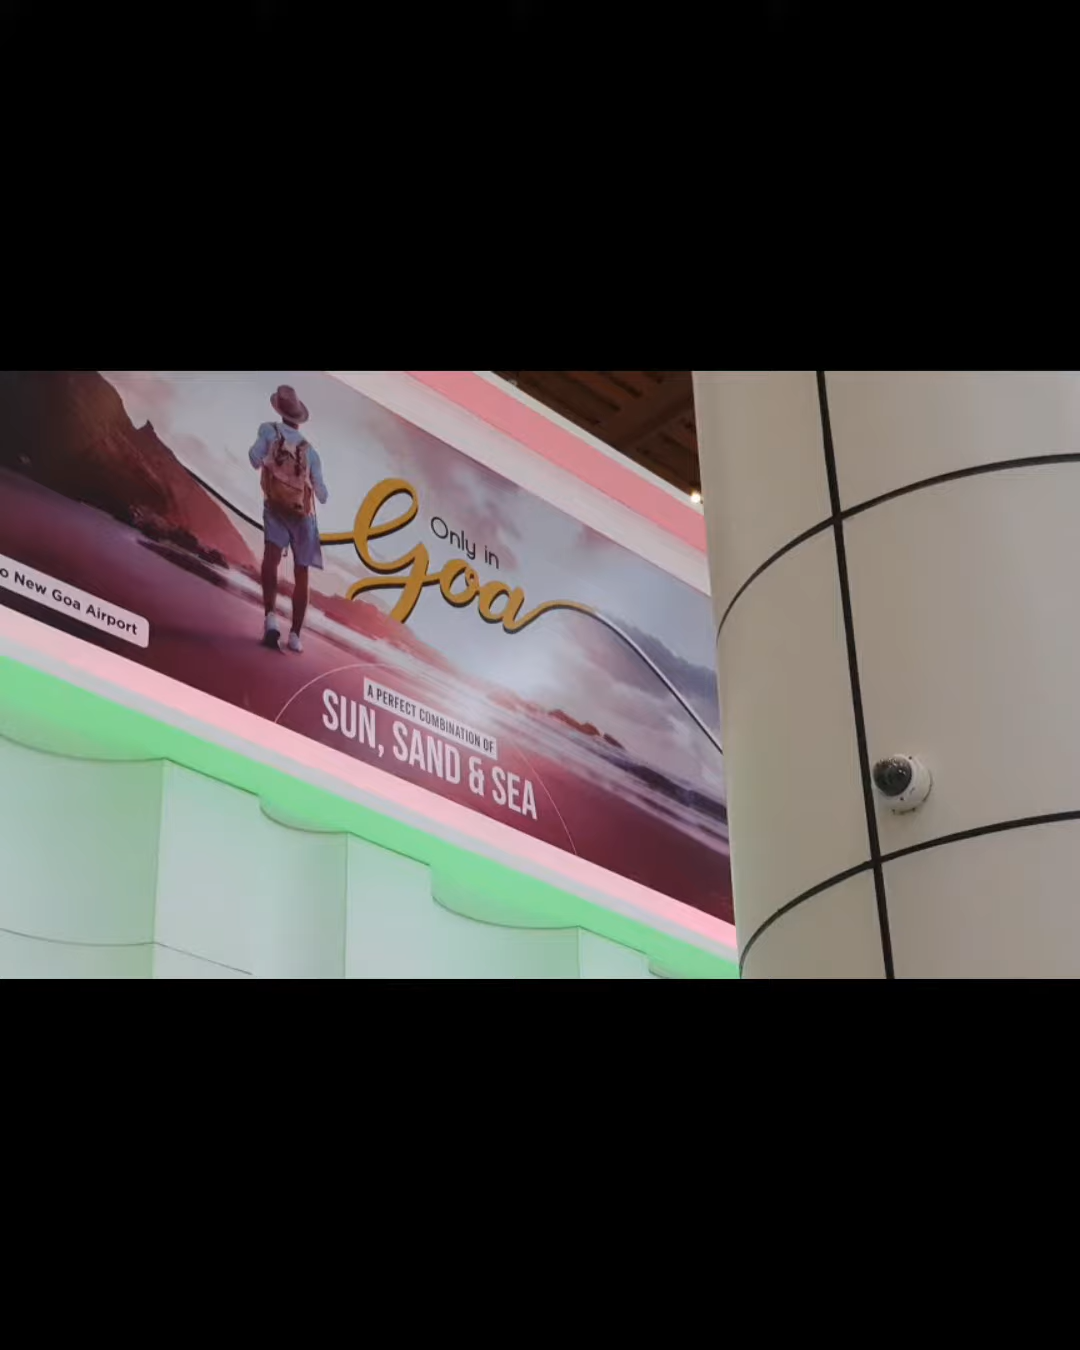 Only in
Goa
o New Goa Airport
A PERFECT COMBINATION OF
SUN, SAND & SEA